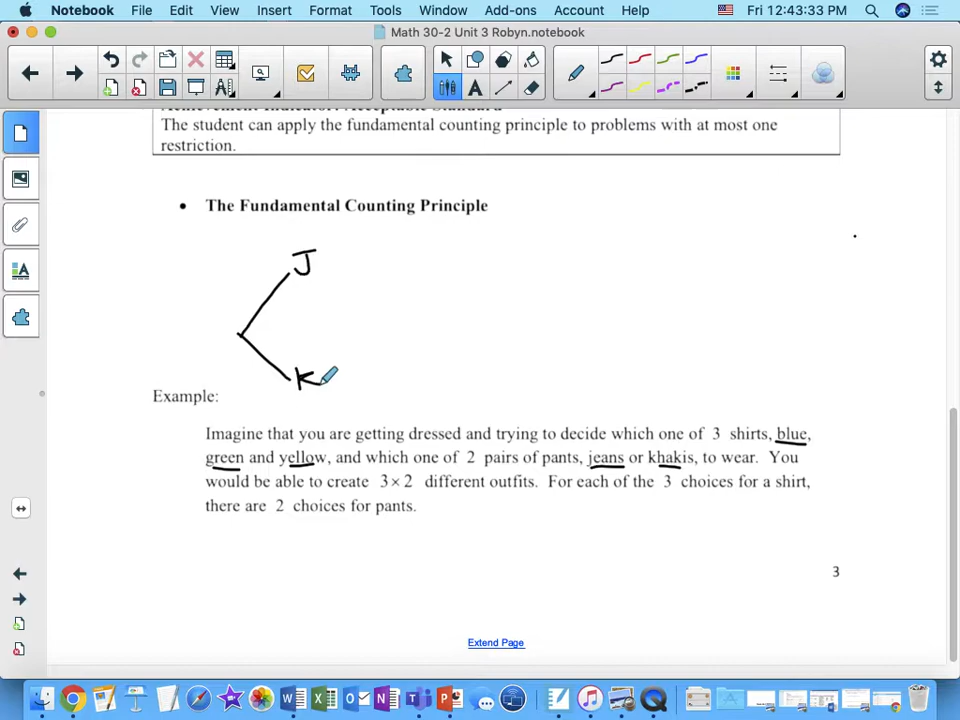 Notebook File Edit View Insert Format Tools Window Add-ons Account Help Fri 12:43:33 PM
Math 30-2 Unit 3 Robyn.notebook
Achievement Indicator: Acceptable Standard
The student can apply the fundamental counting principle to problems with at most one
restriction.
• The Fundamental Counting Principle
J
K
Example:
Imagine that you are getting dressed and trying to decide which one of 3 shirts, blue,
green and yellow, and which one of 2 pairs of pants, jeans or khakis, to wear. You
would be able to create 3 × 2 different outfits. For each of the 3 choices for a shirt,
there are 2 choices for pants.
3
Extend Page